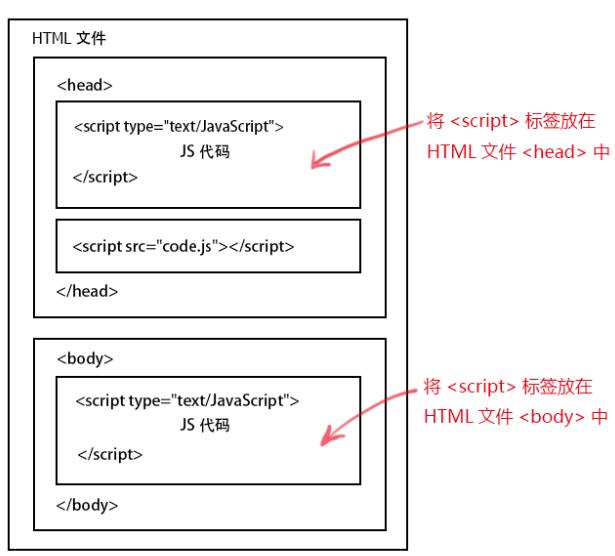 HTML 文件
<head>
<script type="text/JavaScript">
JS 代码
</script>
<script src="code.js"></script>
</head>
将 <script> 标签放在
HTML 文件 <head> 中
<body>
<script type="text/JavaScript">
JS 代码
</script>
</body>
将 <script> 标签放在
HTML 文件 <body> 中